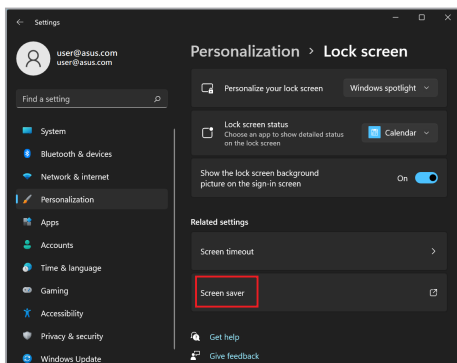 Settings
user@asus.com
user@asus.com
Find a setting
System
Bluetooth & devices
Network & internet
Personalization
Apps
Accounts
Time & language
Gaming
Accessibility
Privacy & security
Windows Update
Personalization > Lock screen
Personalize your lock screen
Windows spotlight
Lock screen status
Choose an app to show detailed status
on the lock screen
Calendar
Show the lock screen background
picture on the sign-in screen
On
Related settings
Screen timeout
Screen saver
Get help
Give feedback